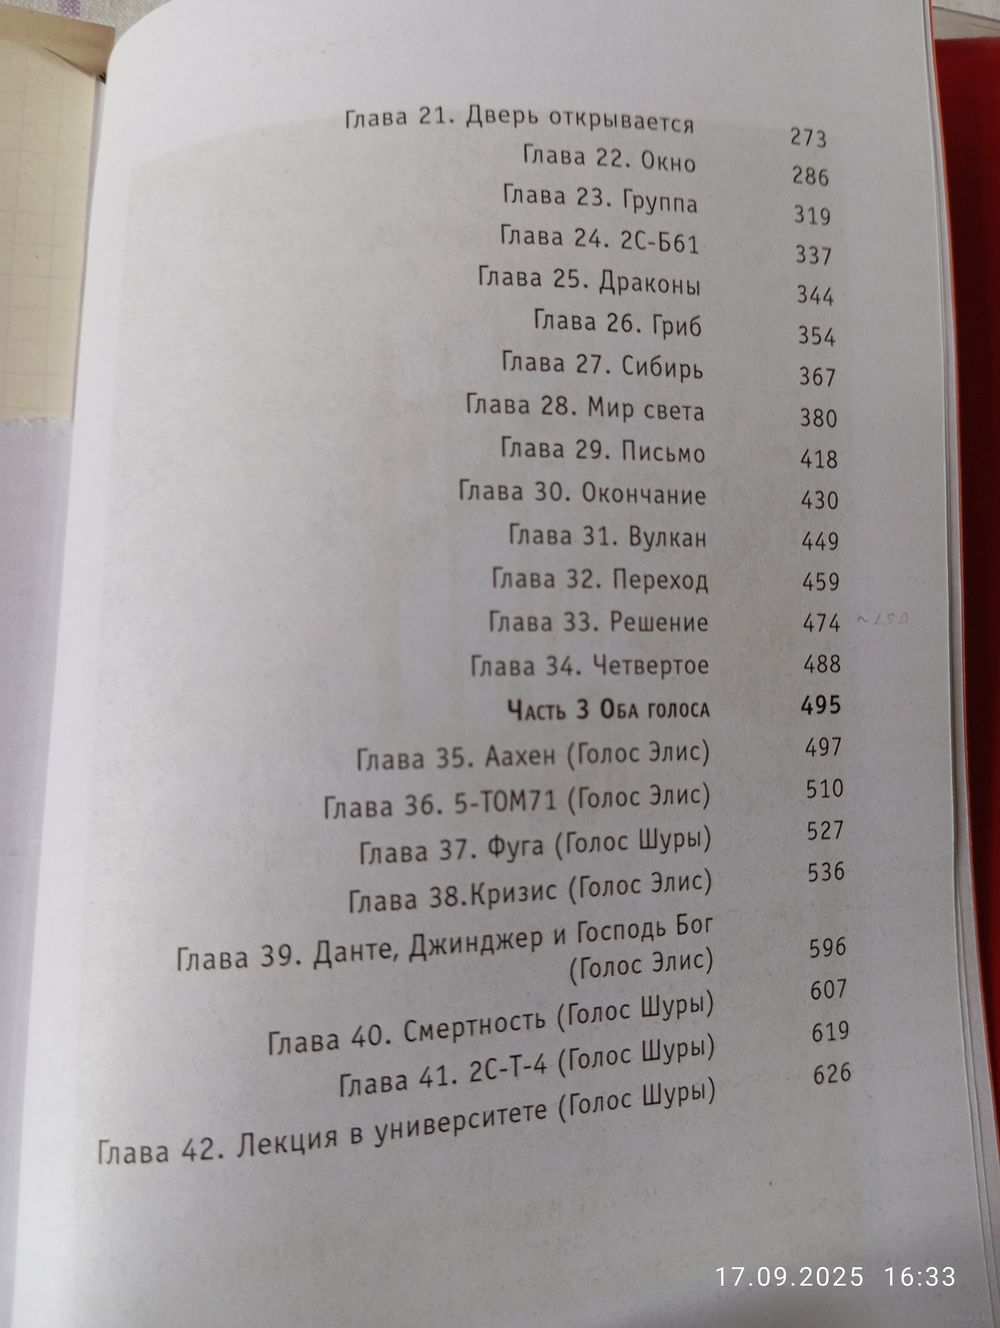 Глава 21. Дверь открывается 273
Глава 22. Окно 286
Глава 23. Группа 319
Глава 24. 2С-Б61 337
Глава 25. Драконы 344
Глава 26. Гриб 354
Глава 27. Сибирь 367
Глава 28. Мир света 380
Глава 29. Письмо 418
Глава 30. Окончание 430
Глава 31. Вулкан 449
Глава 32. Переход 459
Глава 33. Решение 474 ~ LSD
Глава 34. Четвертое 488
Часть 3 Оба голоса 495
Глава 35. Аахен (Голос Элис) 497
Глава 36. 5-ТОМ71 (Голос Элис) 510
Глава 37. Фуга (Голос Шуры) 527
Глава 38.Кризис (Голос Элис) 536
Глава 39. Данте, Джинджер и Господь Бог
(Голос Элис) 596
Глава 40. Смертность (Голос Шуры) 607
Глава 41. 2С-Т-4 (Голос Шуры) 619
Глава 42. Лекция в университете (Голос Шуры) 626
17.09.2025 16:33